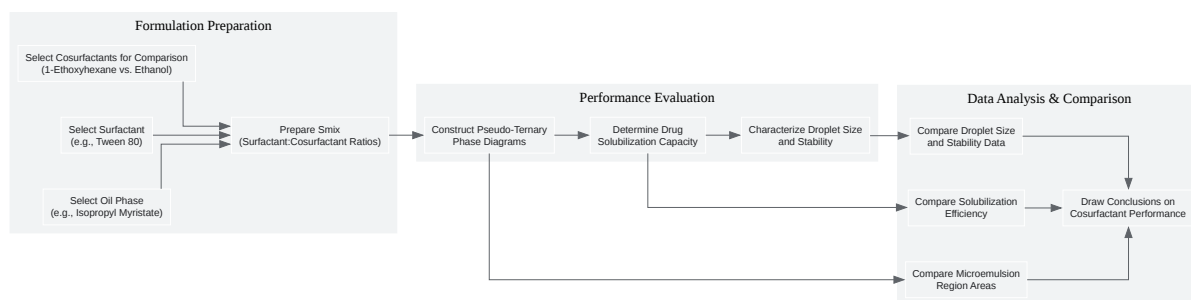 Formulation Preparation
Select Cosurfactants for Comparison
(1-Ethoxyhexane vs. Ethanol)
Select Surfactant
(e.g., Tween 80)
Select Oil Phase
(e.g., Isopropyl Myristate)
Prepare Smix
(Surfactant:Cosurfactant Ratios)
Performance Evaluation
Construct Pseudo-Ternary
Phase Diagrams
Determine Drug
Solubilization Capacity
Characterize Droplet Size
and Stability
Data Analysis & Comparison
Compare Droplet Size
and Stability Data
Compare Solubilization
Efficiency
Compare Microemulsion
Region Areas
Draw Conclusions on
Cosurfactant Performance